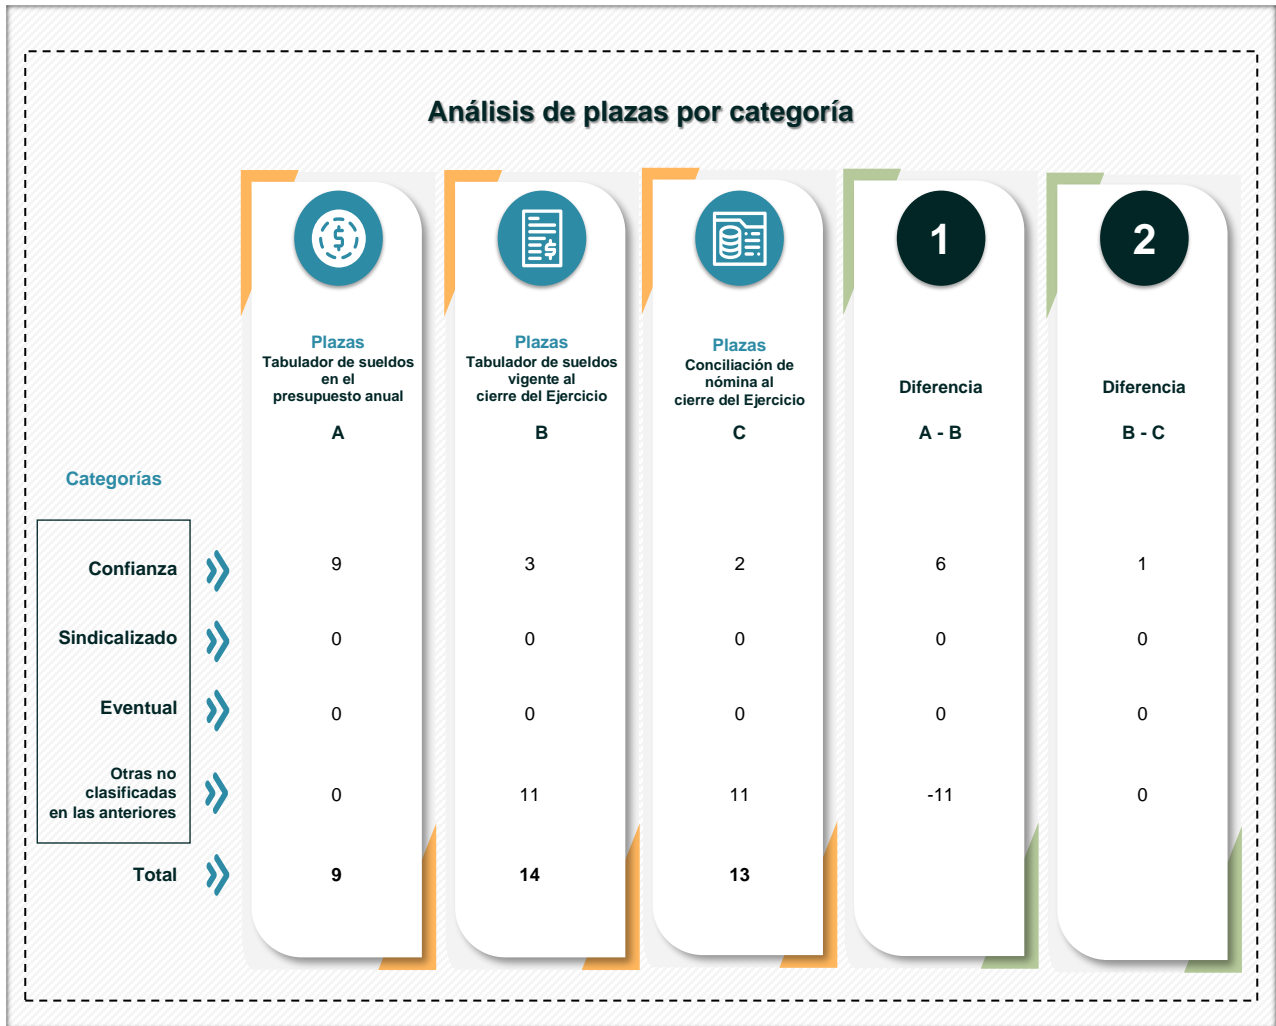 Análisis de plazas por categoría
1
2
Plazas
Tabulador de sueldos
en el
presupuesto anual
A
Plazas
Tabulador de sueldos
vigente al
cierre del Ejercicio
B
Plazas
Conciliación de
nómina al
cierre del Ejercicio
C
Diferencia
A - B
Diferencia
B - C
Categorías
Confianza 9 3 2 6 1
Sindicalizado 0 0 0 0 0
Eventual 0 0 0 0 0
Otras no
clasificadas
en las anteriores
0 11 11 -11 0
Total 9 14 13